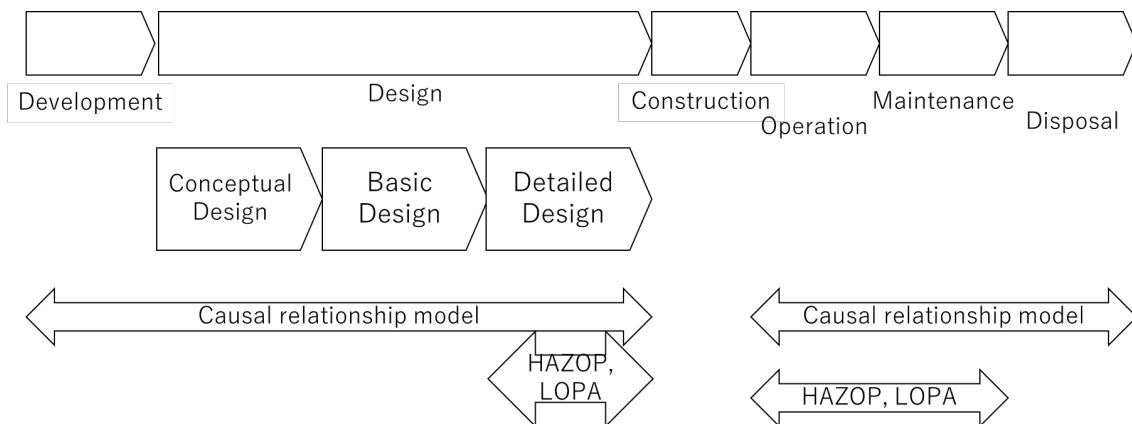 Development
Design
Construction
Operation
Maintenance
Disposal
Conceptual
Design
Basic
Design
Detailed
Design
Causal relationship model
Causal relationship model
HAZOP,
LOPA
HAZOP, LOPA